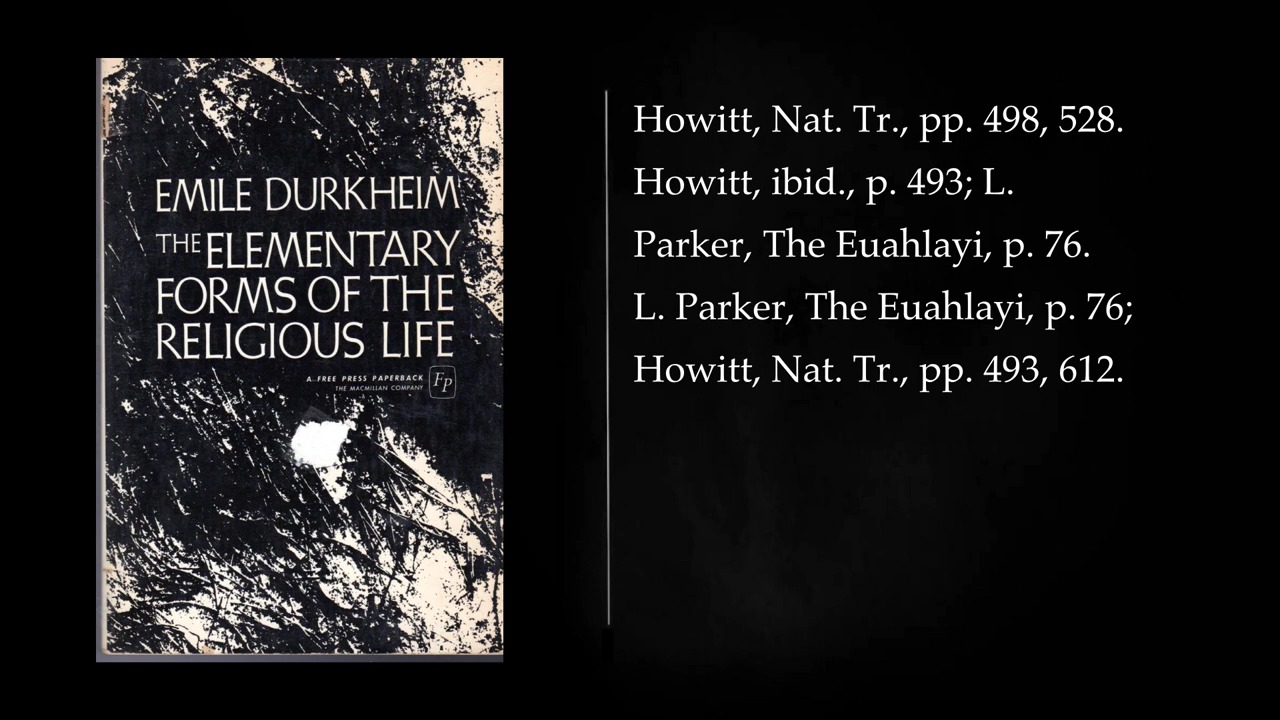 EMILE DURKHEIM
THE ELEMENTARY
FORMS OF THE
RELIGIOUS LIFE
A FREE PRESS PAPERBACK
THE MACMILLAN COMPANY
Fp
Howitt, Nat. Tr., pp. 498, 528.
Howitt, ibid., p. 493; L.
Parker, The Euahlayi, p. 76.
L. Parker, The Euahlayi, p. 76;
Howitt, Nat. Tr., pp. 493, 612.